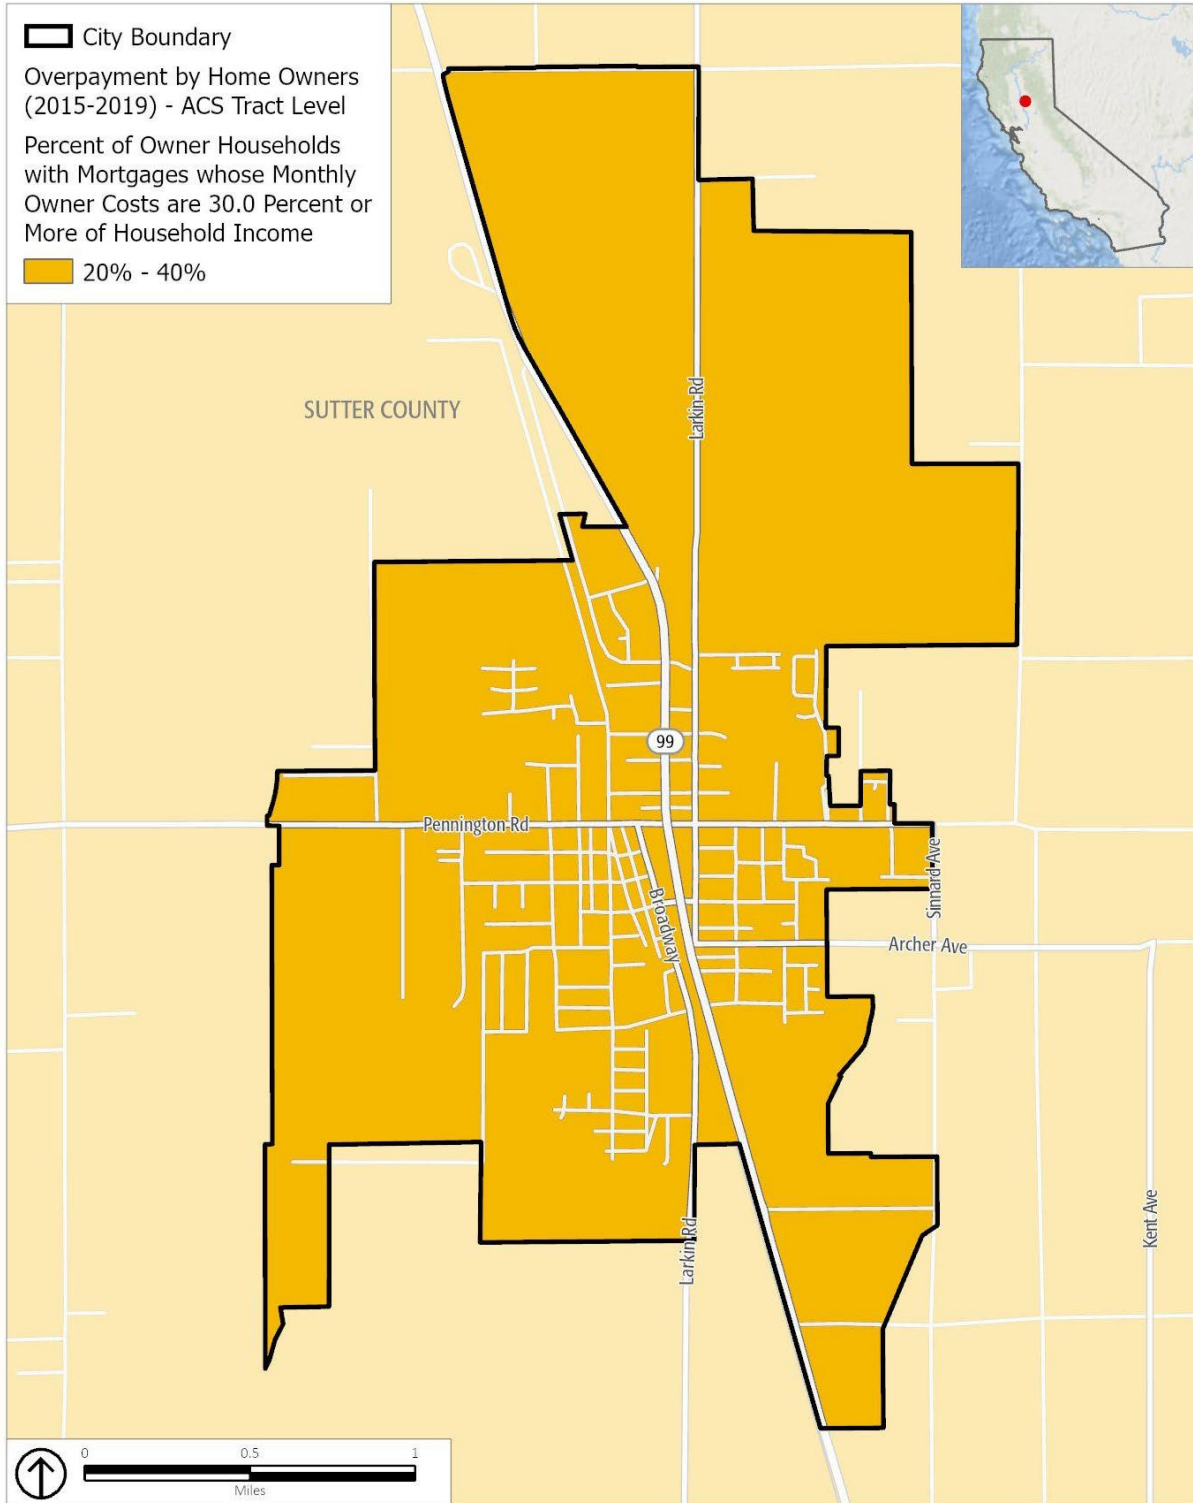 City Boundary
Overpayment by Home Owners
(2015-2019) - ACS Tract Level
Percent of Owner Households
with Mortgages whose Monthly
Owner Costs are 30.0 Percent or
More of Household Income
20% - 40%
SUTTER COUNTY
Larkin Rd
99
Pennington Rd
Broadway
Sinnard Ave
Archer Ave
Larkin Rd
Kent Ave
0 0.5 1
Miles